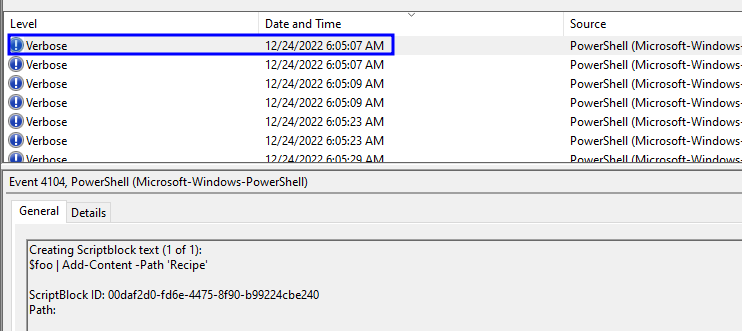 Level Date and Time Source
Verbose 12/24/2022 6:05:07 AM PowerShell (Microsoft-Windows-
Verbose 12/24/2022 6:05:07 AM PowerShell (Microsoft-Windows-
Verbose 12/24/2022 6:05:09 AM PowerShell (Microsoft-Windows-
Verbose 12/24/2022 6:05:09 AM PowerShell (Microsoft-Windows-
Verbose 12/24/2022 6:05:23 AM PowerShell (Microsoft-Windows-
Verbose 12/24/2022 6:05:23 AM PowerShell (Microsoft-Windows-
Verbose 12/24/2022 6:05:29 AM PowerShell (Microsoft-Windows-
Event 4104, PowerShell (Microsoft-Windows-PowerShell)
General Details
Creating Scriptblock text (1 of 1):
$foo | Add-Content -Path 'Recipe'
ScriptBlock ID: 00daf2d0-fd6e-4475-8f90-b99224cbe240
Path: